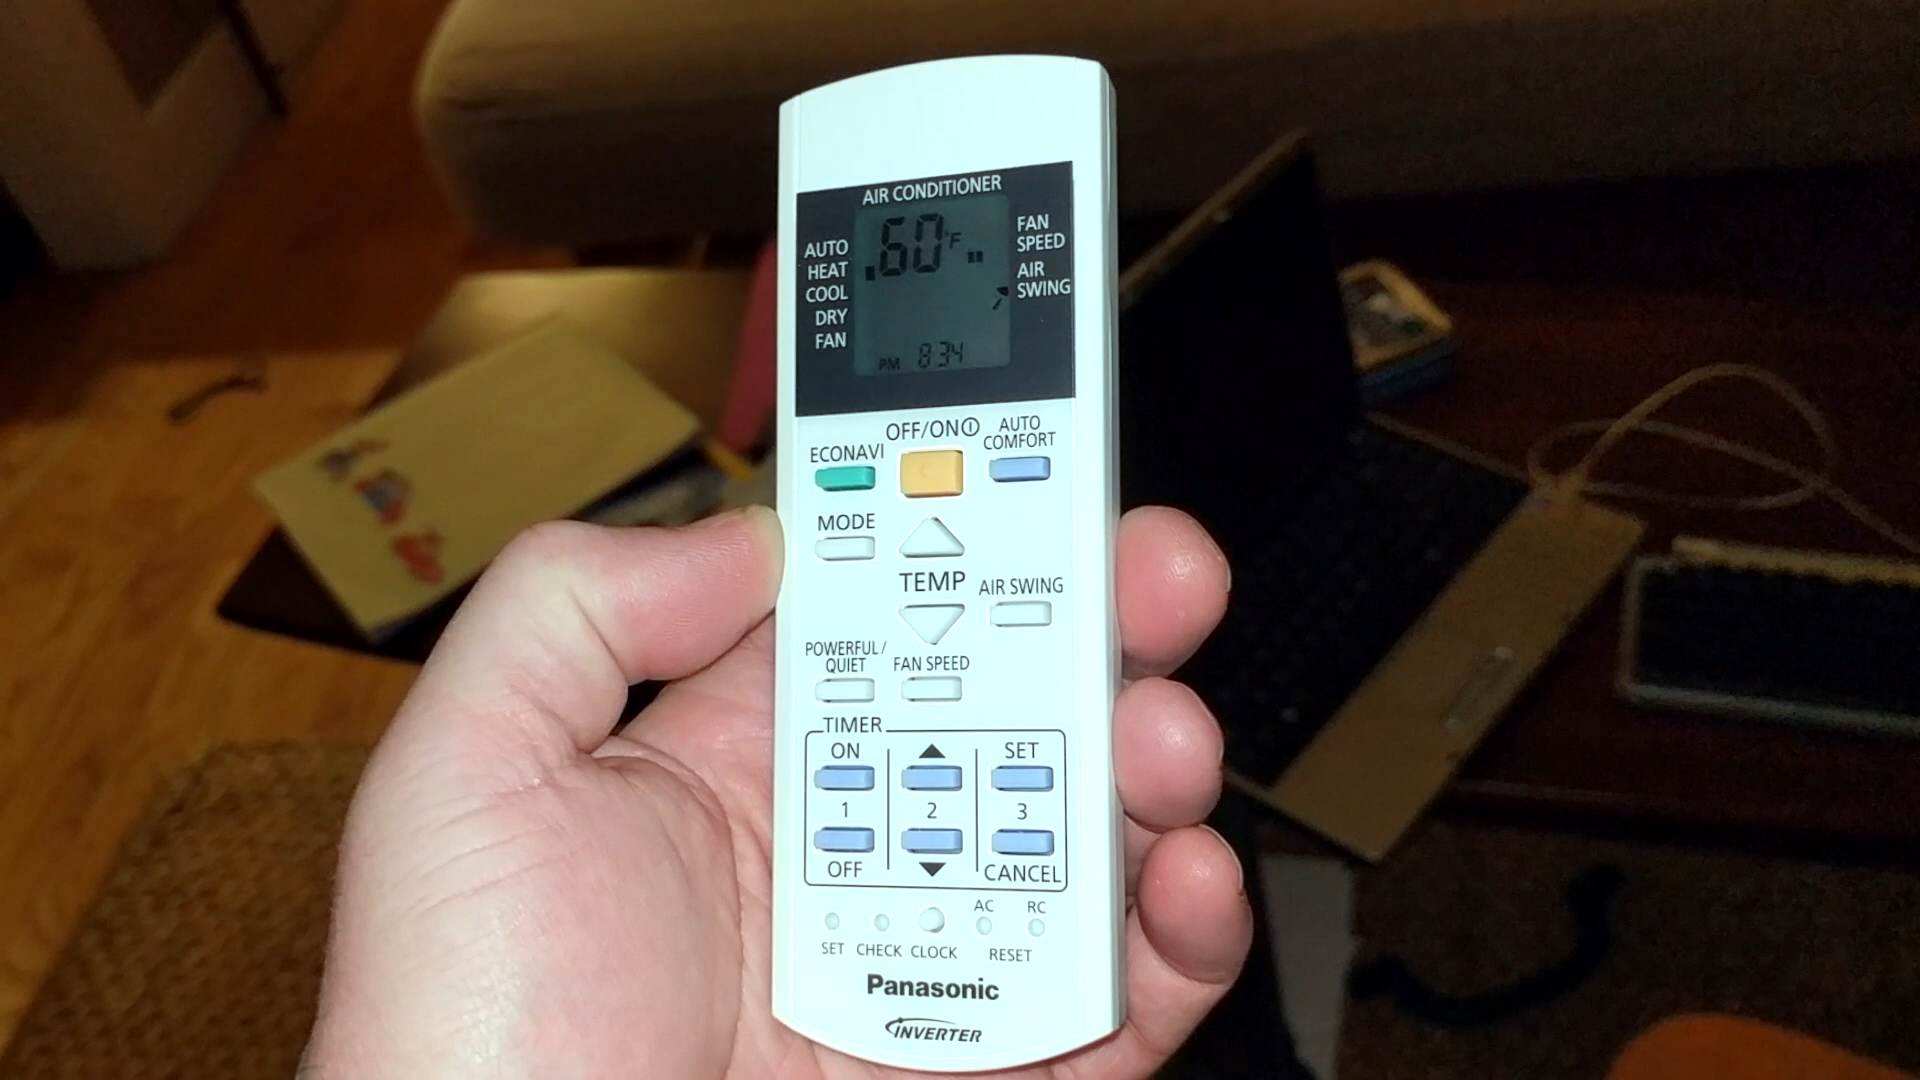 AIR CONDITIONER
AUTO
HEAT
COOL
DRY
FAN
60°F
FAN
SPEED
AIR
SWING
PM 8 34
OFF/ON
AUTO
COMFORT
ECONAVI
MODE
TEMP
AIR SWING
POWERFUL/
QUIET
FAN SPEED
TIMER
ON
SET
1 2 3
OFF
CANCEL
AC RC
SET CHECK CLOCK RESET
Panasonic
INVERTER